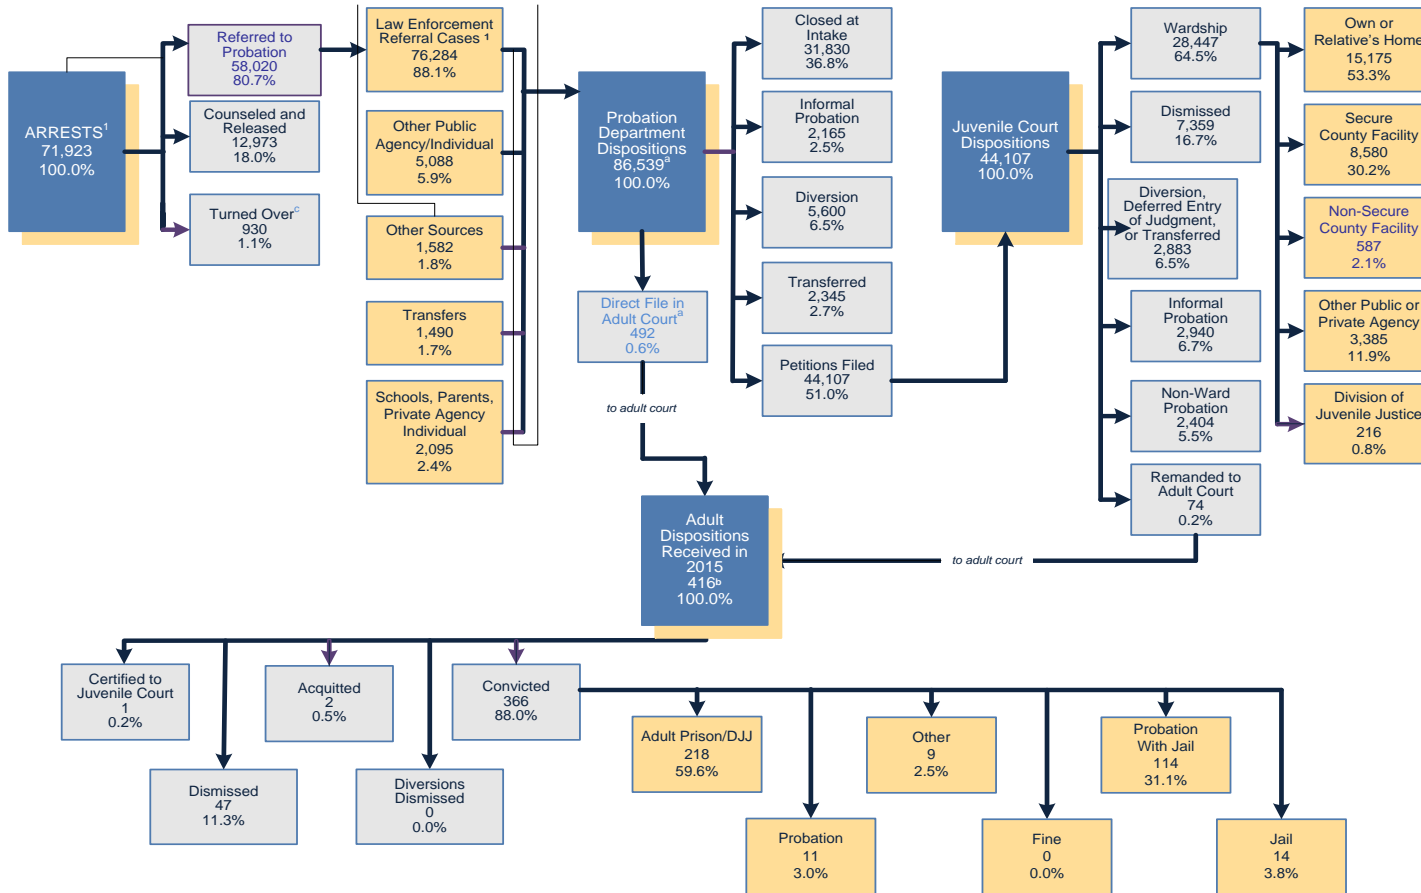 ARRESTS¹
71,923
100.0%
Referred to
Probation
58,020
80.7%
Counseled and
Released
12,973
18.0%
Turned Overᶜ
930
1.1%
Law Enforcement
Referral Cases ¹
76,284
88.1%
Other Public
Agency/Individual
5,088
5.9%
Other Sources
1,582
1.8%
Transfers
1,490
1.7%
Schools, Parents,
Private Agency
Individual
2,095
2.4%
Probation
Department
Dispositions
86,539ᵃ
100.0%
Direct File in
Adult Courtᵃ
492
0.6%
to adult court
Closed at
Intake
31,830
36.8%
Informal
Probation
2,165
2.5%
Diversion
5,600
6.5%
Transferred
2,345
2.7%
Petitions Filed
44,107
51.0%
Juvenile Court
Dispositions
44,107
100.0%
Wardship
28,447
64.5%
Dismissed
7,359
16.7%
Diversion,
Deferred Entry
of Judgment,
or Transferred
2,883
6.5%
Informal
Probation
2,940
6.7%
Non-Ward
Probation
2,404
5.5%
Remanded to
Adult Court
74
0.2%
to adult court
Own or
Relative's Home
15,175
53.3%
Secure
County Facility
8,580
30.2%
Non-Secure
County Facility
587
2.1%
Other Public or
Private Agency
3,385
11.9%
Division of
Juvenile Justice
216
0.8%
Adult
Dispositions
Received in
2015
416ᵇ
100.0%
Certified to
Juvenile Court
1
0.2%
Dismissed
47
11.3%
Acquitted
2
0.5%
Diversions
Dismissed
0
0.0%
Convicted
366
88.0%
Adult Prison/DJJ
218
59.6%
Probation
11
3.0%
Other
9
2.5%
Fine
0
0.0%
Probation
With Jail
114
31.1%
Jail
14
3.8%